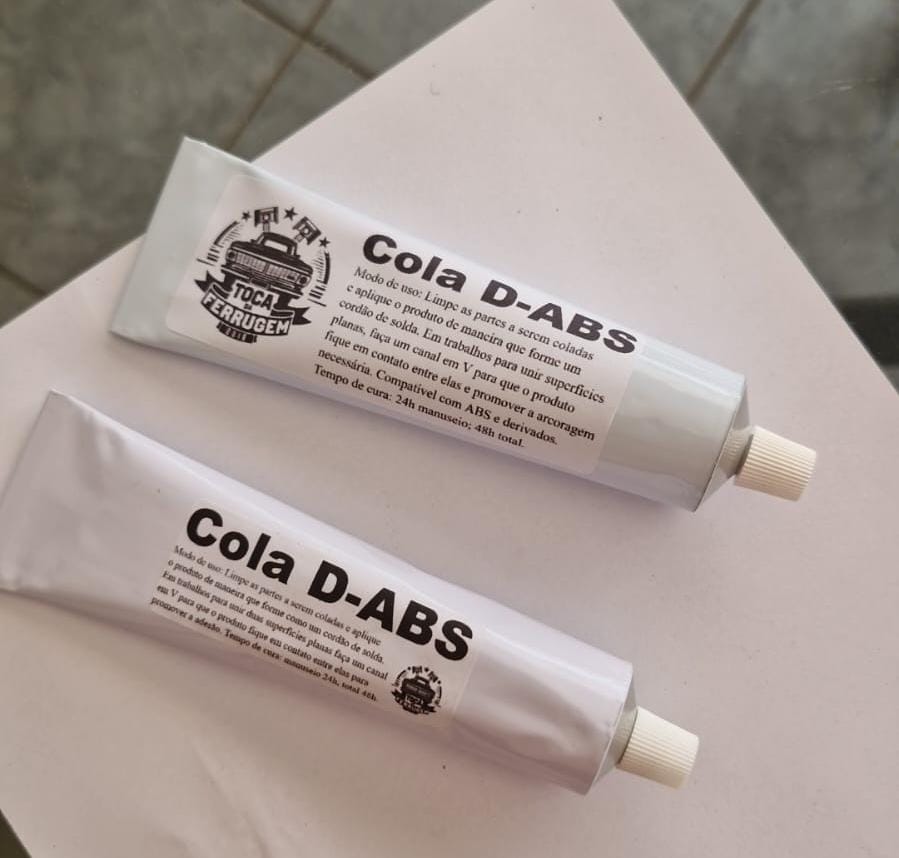 TOCA
DA
FERRUGEM
Cola D-ABS
Modo de uso: Limpe as partes a serem coladas
e aplique o produto de maneira que forme um
cordão de solda. Em trabalhos para unir superfícies
planas, faça um canal em V para que o produto
fique em contato entre elas e promover a arcoragem
necessária. Compatível com ABS e derivados.
Tempo de cura: 24h manuseio; 48h total.
Cola D-ABS
Modo de uso: Limpe as partes a serem coladas e aplique
o produto de maneira que forme como um cordão de solda.
Em trabalhos para unir duas superfícies planas faça um canal
em V para que o produto fique em contato entre elas para
promover a adesão. Tempo de cura: manuseio 24h, total 48h.
TOCA
FERRUGEM